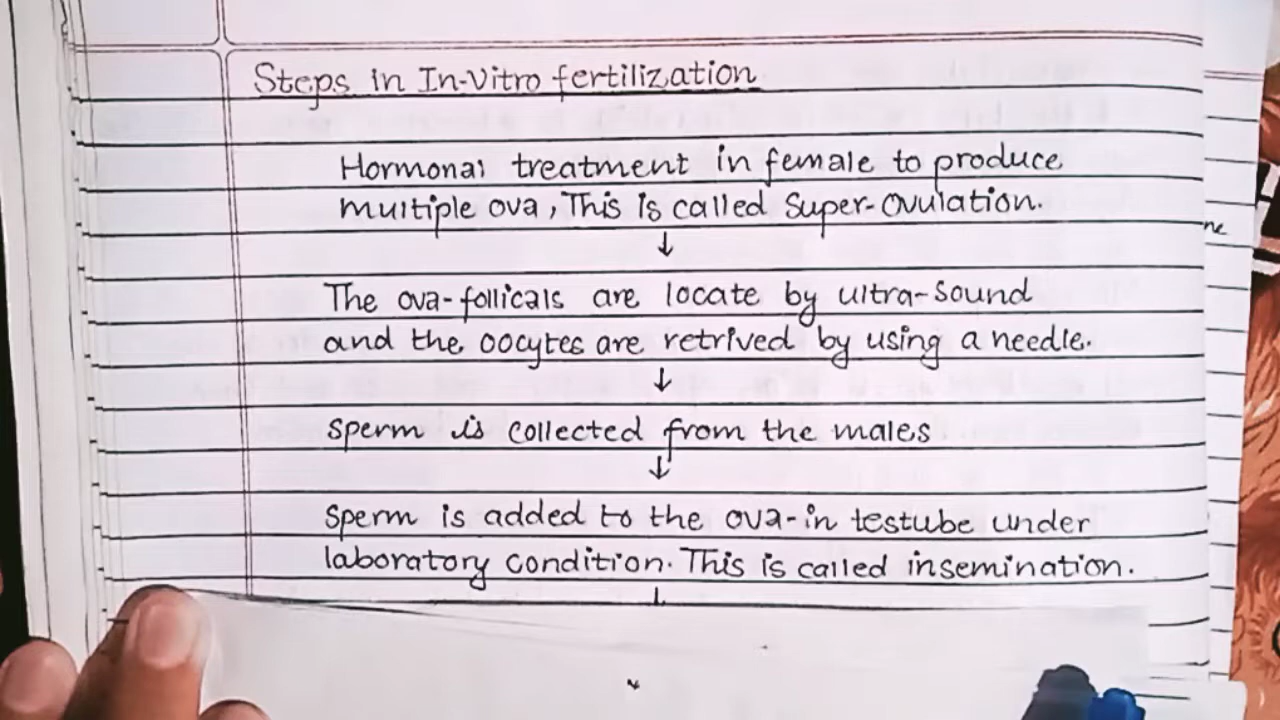 Steps in In-Vitro fertilization
Hormonal treatment in female to produce
multiple ova, This is called Super-Ovulation.
↓
The ova-follicals are locate by ultra-sound
and the oocytes are retrived by using a needle.
↓
Sperm is collected from the males
↓
Sperm is added to the ova-in testube under
laboratory condition. This is called insemination.